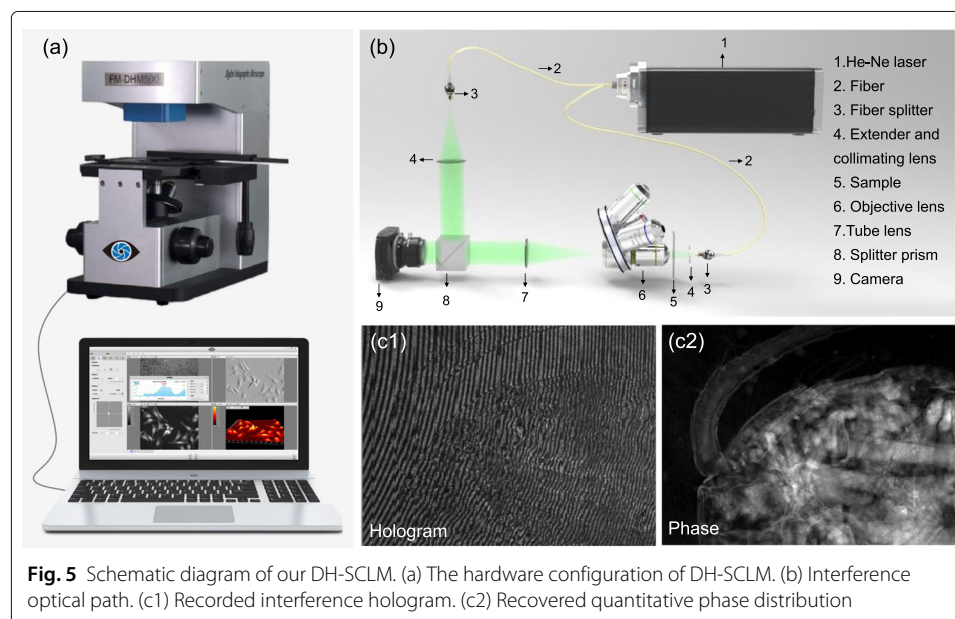 (a)
FM-DHM500
Digital Holographic Microscope
(b)
1
2
3
4
2
9
8
7
6
5
4
3
1.He-Ne laser
2. Fiber
3. Fiber splitter
4. Extender and
collimating lens
5. Sample
6. Objective lens
7.Tube lens
8. Splitter prism
9. Camera
(c1)
Hologram
(c2)
Phase
Fig. 5 Schematic diagram of our DH-SCLM. (a) The hardware configuration of DH-SCLM. (b) Interference
optical path. (c1) Recorded interference hologram. (c2) Recovered quantitative phase distribution